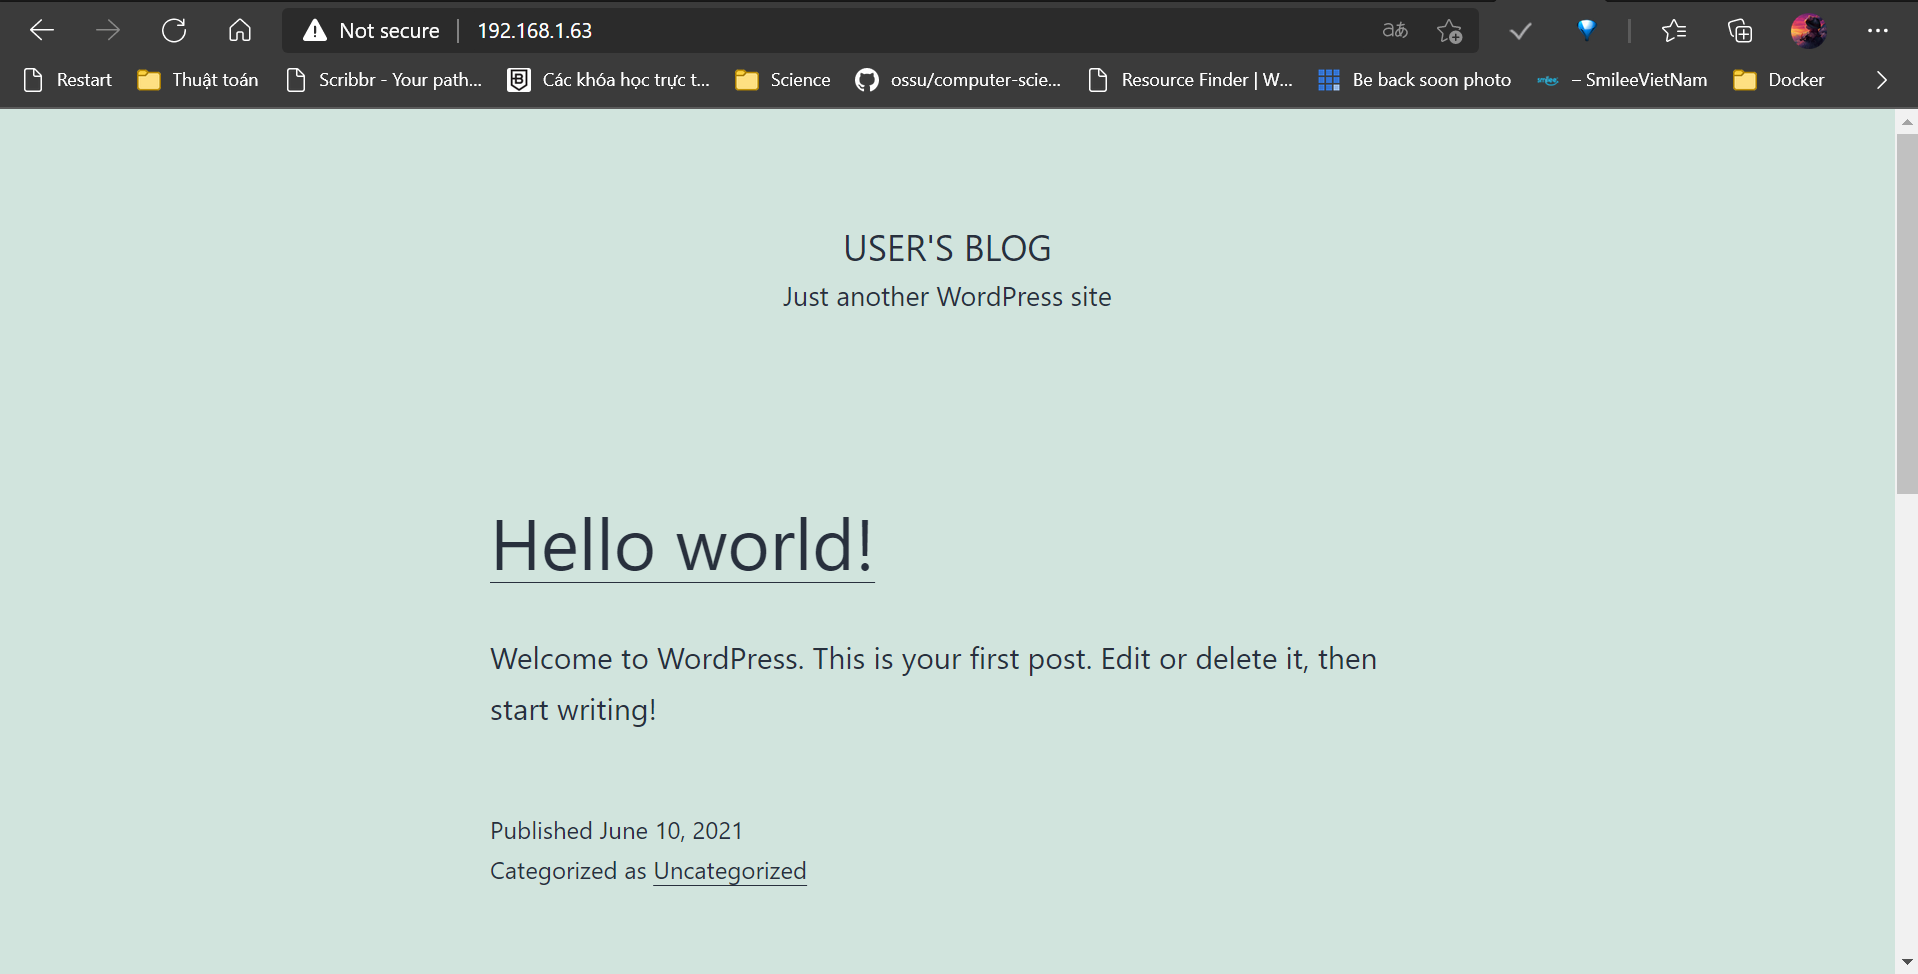 Not secure 192.168.1.63 aあ
Restart Thuật toán Scribbr - Your path... Các khóa học trực t... Science ossu/computer-scie... Resource Finder | W... Be back soon photo – SmileeVietNam Docker
USER'S BLOG
Just another WordPress site
Hello world!
Welcome to WordPress. This is your first post. Edit or delete it, then
start writing!
Published June 10, 2021
Categorized as Uncategorized